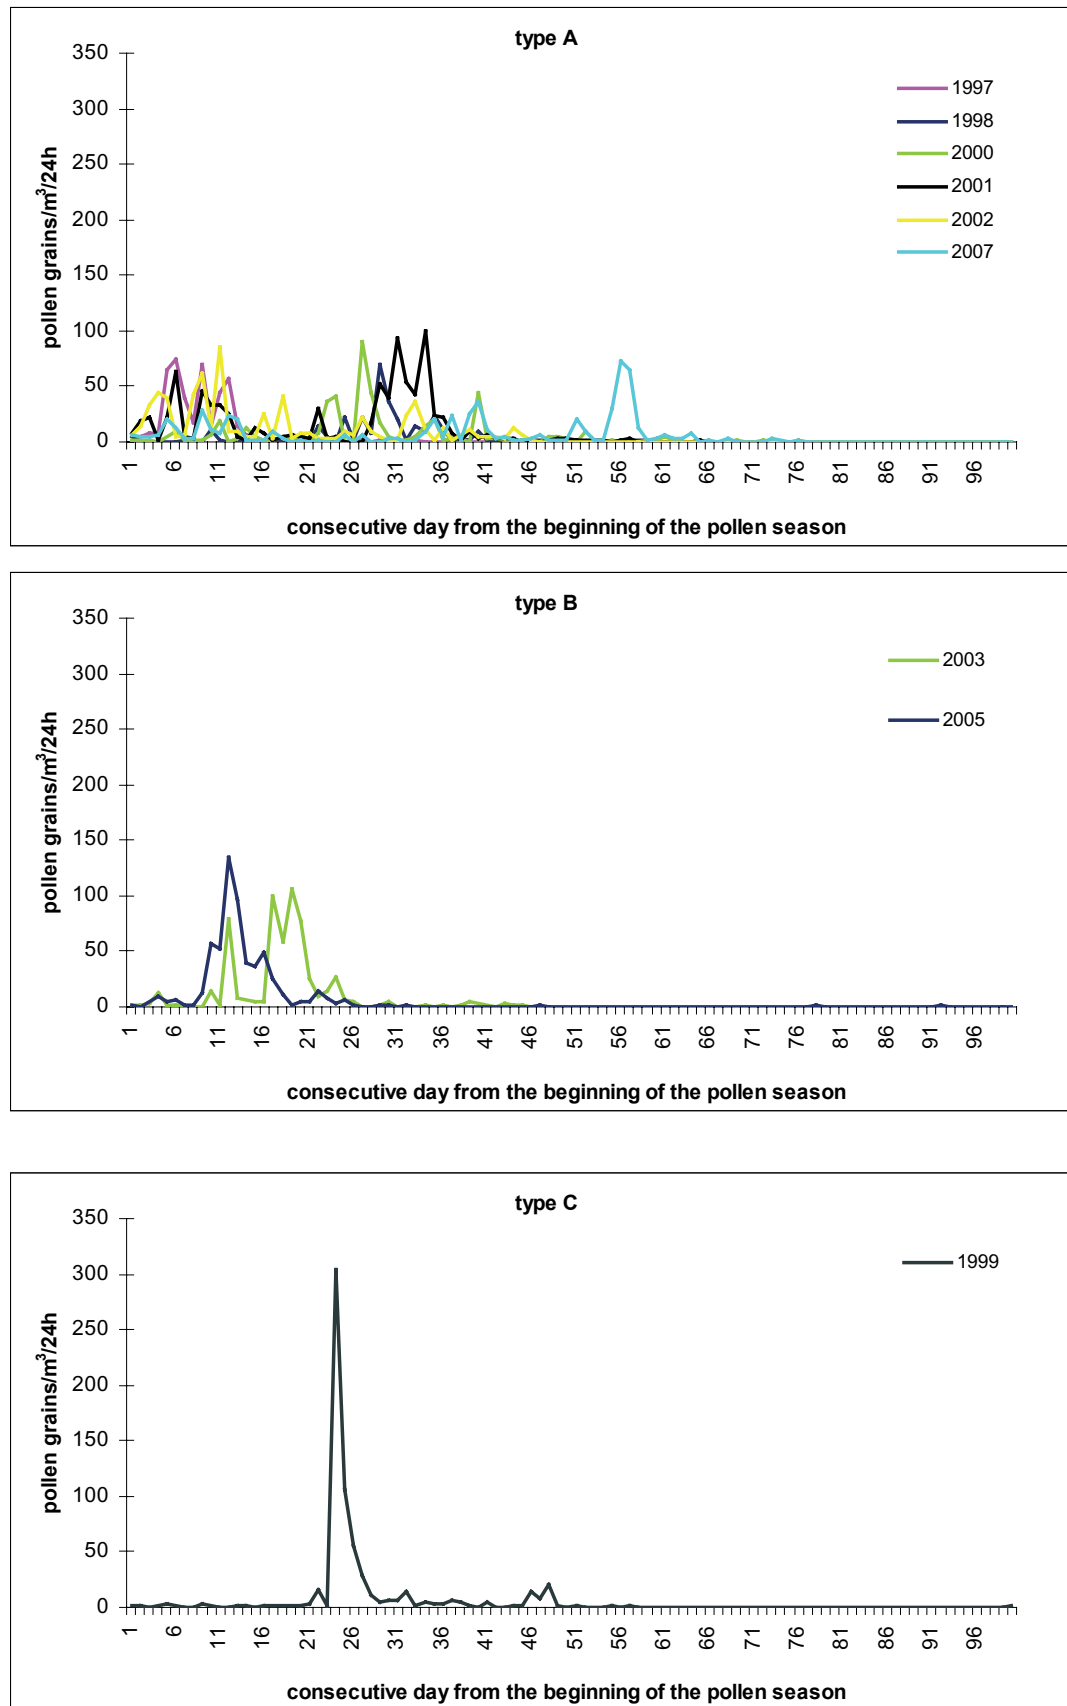 type A
350
300
250
200
150
100
50
0
pollen grains/m³/24h
1997
1998
2000
2001
2002
2007
1 6 11 16 21 26 31 36 41 46 51 56 61 66 71 76 81 86 91 96
consecutive day from the beginning of the pollen season
type B
350
300
250
200
150
100
50
0
pollen grains/m³/24h
2003
2005
1 6 11 16 21 26 31 36 41 46 51 56 61 66 71 76 81 86 91 96
consecutive day from the beginning of the pollen season
type C
350
300
250
200
150
100
50
0
pollen grains/m³/24h
1999
1 6 11 16 21 26 31 36 41 46 51 56 61 66 71 76 81 86 91 96
consecutive day from the beginning of the pollen season